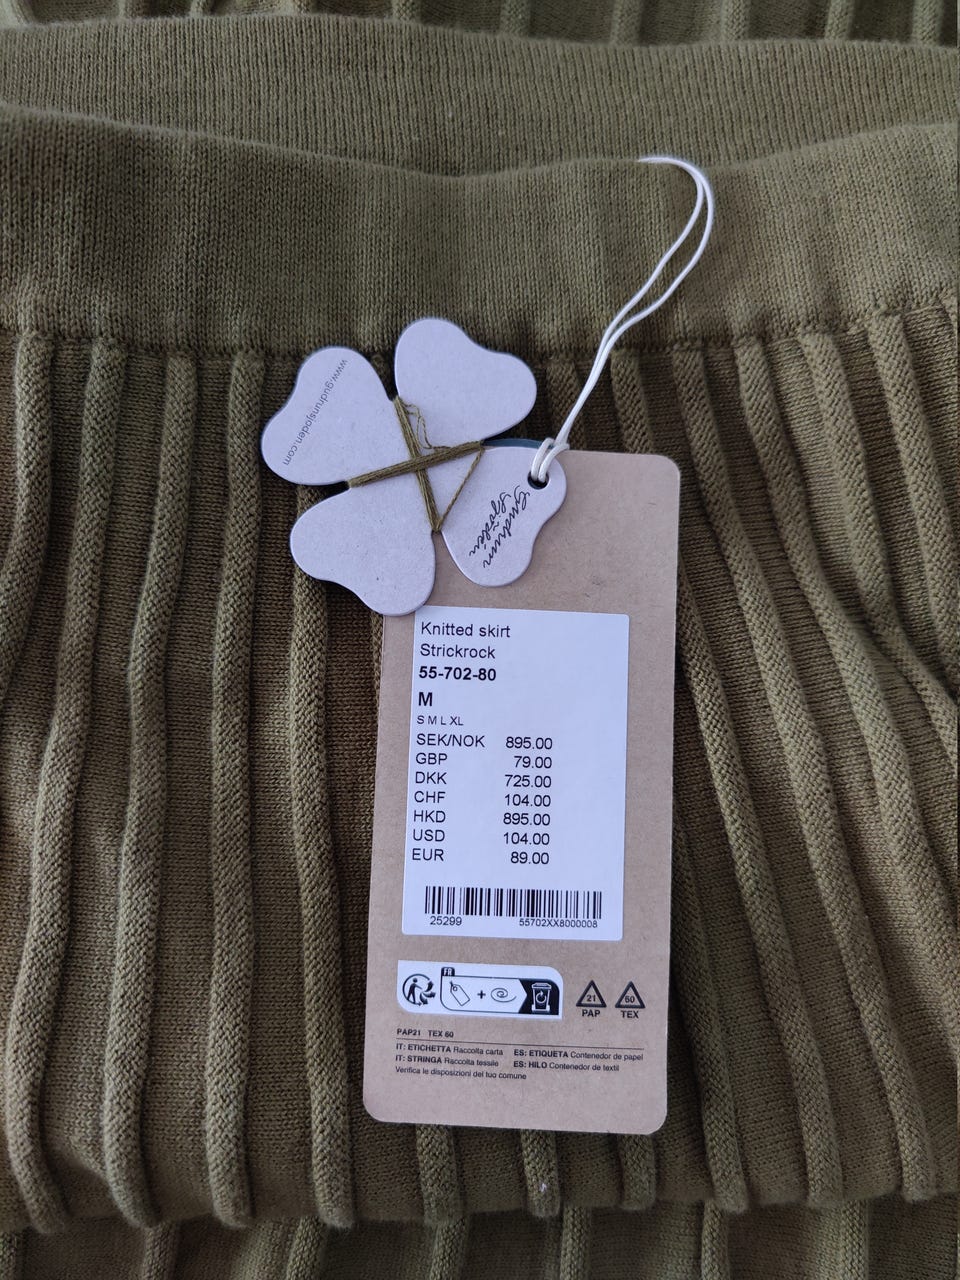 www.gudrunsjoden.com
Gudrun
Sjödén
Knitted skirt
Strickrock
55-702-80
M
S M L XL
SEK/NOK 895.00
GBP 79.00
DKK 725.00
CHF 104.00
HKD 895.00
USD 104.00
EUR 89.00
25299 55702XX8000008
FR
+
21 60
PAP TEX
PAP21 TEX 60
IT: ETICHETTA Raccolta carta ES: ETIQUETA Contenedor de papel
IT: STRINGA Raccolta tessile ES: HILO Contenedor de textil
Verifica le disposizioni del tuo comune